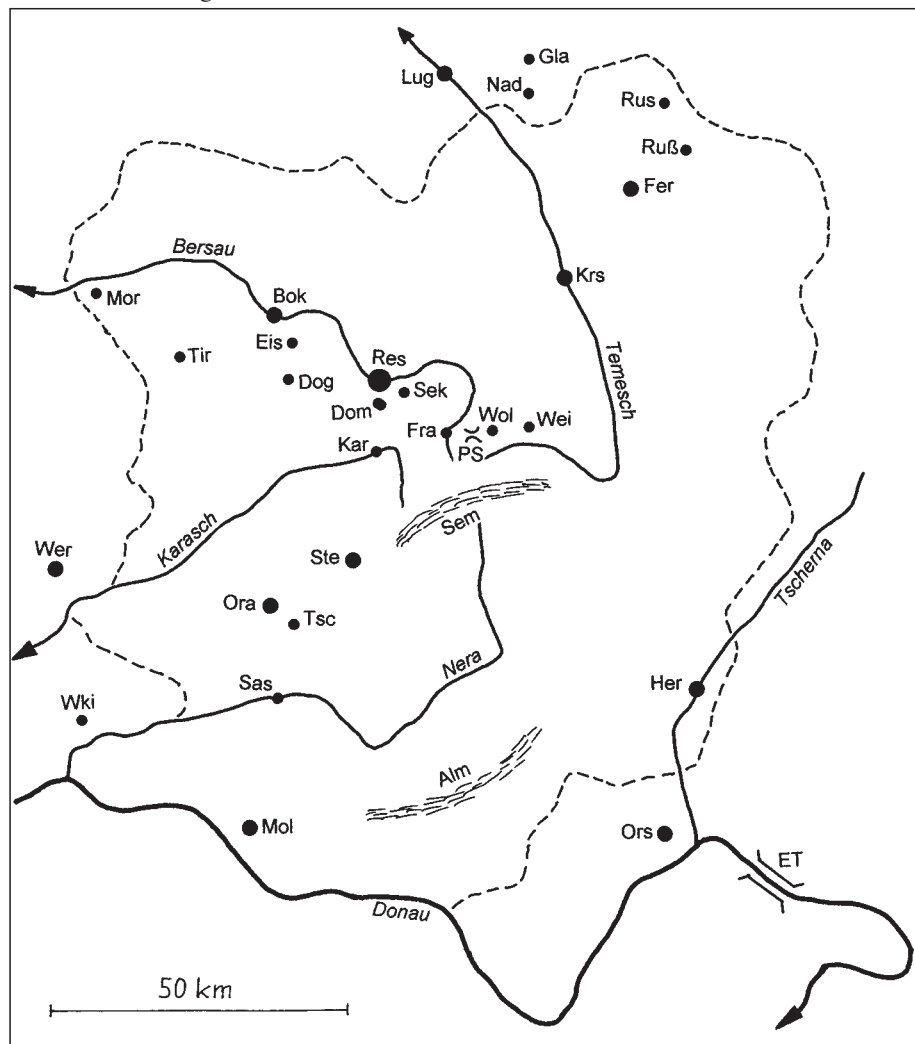 Gla
Lug
Nad
Rus
Ruß
Fer
Bersau
Krs
Mor
Bok
Eis
Tir
Res
Temesch
Dog
Sek
Dom
Wol
Wei
Fra
Kar
PS
Sem
Karasch
Wer
Ste
Tscherna
Ora
Tsc
Nera
Her
Sas
Wki
Alm
Mol
Ors
ET
Donau
50 km